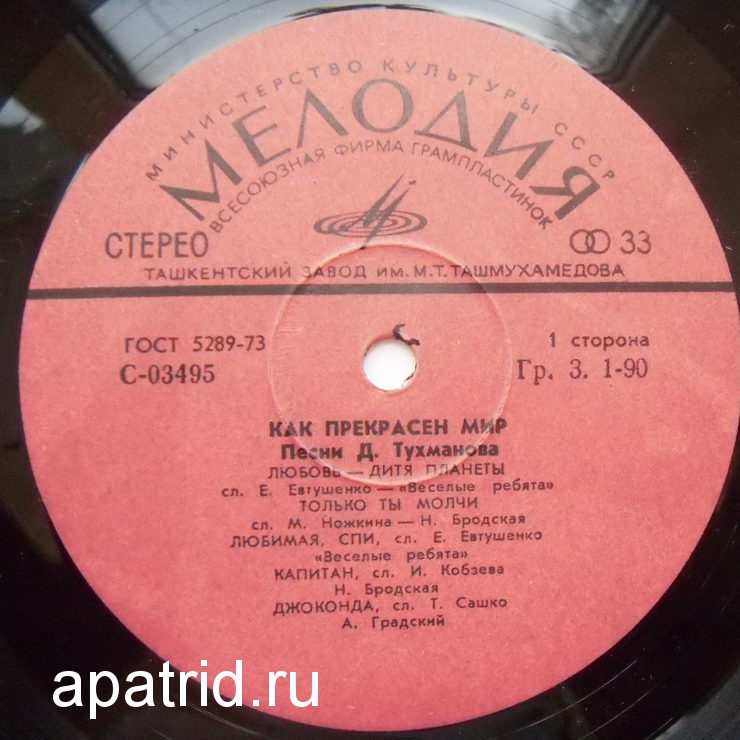 МИНИСТЕРСТВО КУЛЬТУРЫ СССР
МЕЛОДИЯ
ВСЕСОЮЗНАЯ ФИРМА ГРАМПЛАСТИНОК
СТЕРЕО
33
ТАШКЕНТСКИЙ ЗАВОД ИМ. М.Т. ТАШМУХАМЕДОВА
ГОСТ 5289-73
1 сторона
С-03495
Гр. 3. 1-90
КАК ПРЕКРАСЕН МИР
Песни Д. Тухманова
ЛЮБОВЬ — ДИТЯ ПЛАНЕТЫ
сл. Е. Евтушенко — «Веселые ребята»
ТОЛЬКО ТЫ МОЛЧИ
сл. М. Ножкина — Н. Бродская
ЛЮБИМАЯ, СПИ, сл. Е. Евтушенко
«Веселые ребята»
КАПИТАН, сл. И. Кобзева
Н. Бродская
ДЖОКОНДА, сл. Т. Сашко
А. Градский
apatrid.ru